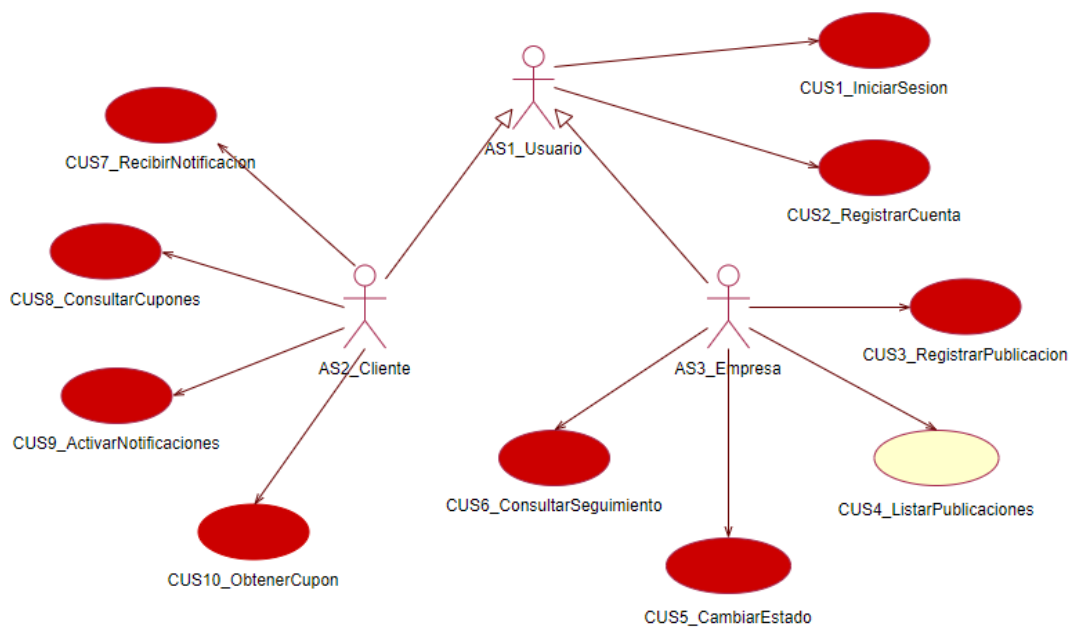 CUS1_IniciarSesion
AS1_Usuario
CUS7_RecibirNotificacion
CUS2_RegistrarCuenta
CUS8_ConsultarCupones
CUS3_RegistrarPublicacion
AS2_Cliente
AS3_Empresa
CUS9_ActivarNotificaciones
CUS6_ConsultarSeguimiento
CUS4_ListarPublicaciones
CUS10_ObtenerCupon
CUS5_CambiarEstado